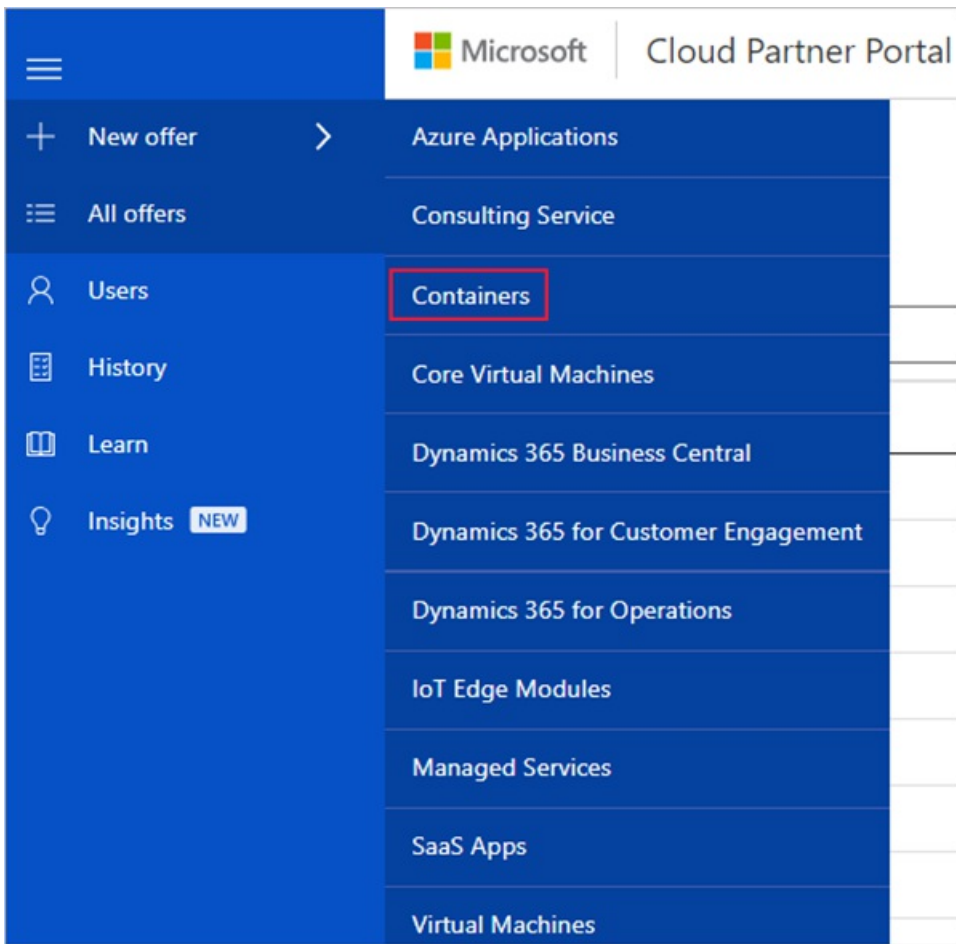 Microsoft
Cloud Partner Portal
New offer
All offers
Users
History
Learn
Insights NEW
Azure Applications
Consulting Service
Containers
Core Virtual Machines
Dynamics 365 Business Central
Dynamics 365 for Customer Engagement
Dynamics 365 for Operations
IoT Edge Modules
Managed Services
SaaS Apps
Virtual Machines